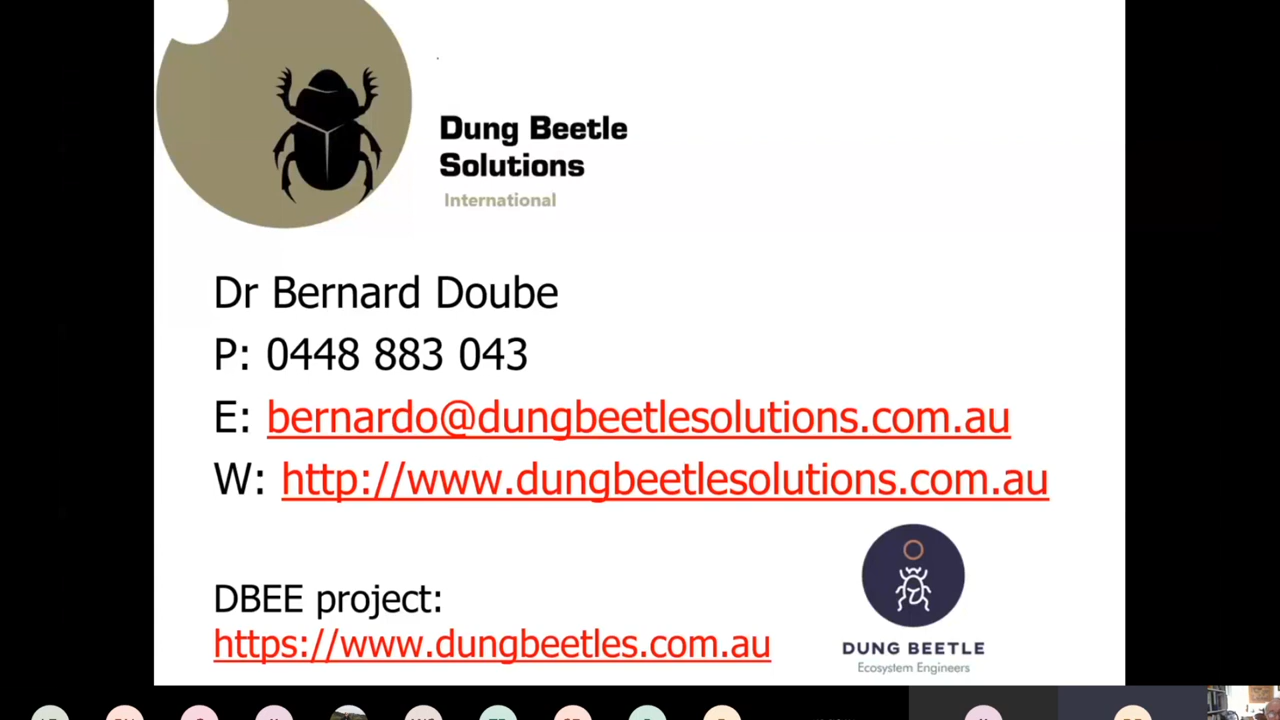 Dung Beetle
Solutions
International
Dr Bernard Doube
P: 0448 883 043
E: bernardo@dungbeetlesolutions.com.au
W: http://www.dungbeetlesolutions.com.au
DBEE project:
https://www.dungbeetles.com.au
DUNG BEETLE
Ecosystem Engineers